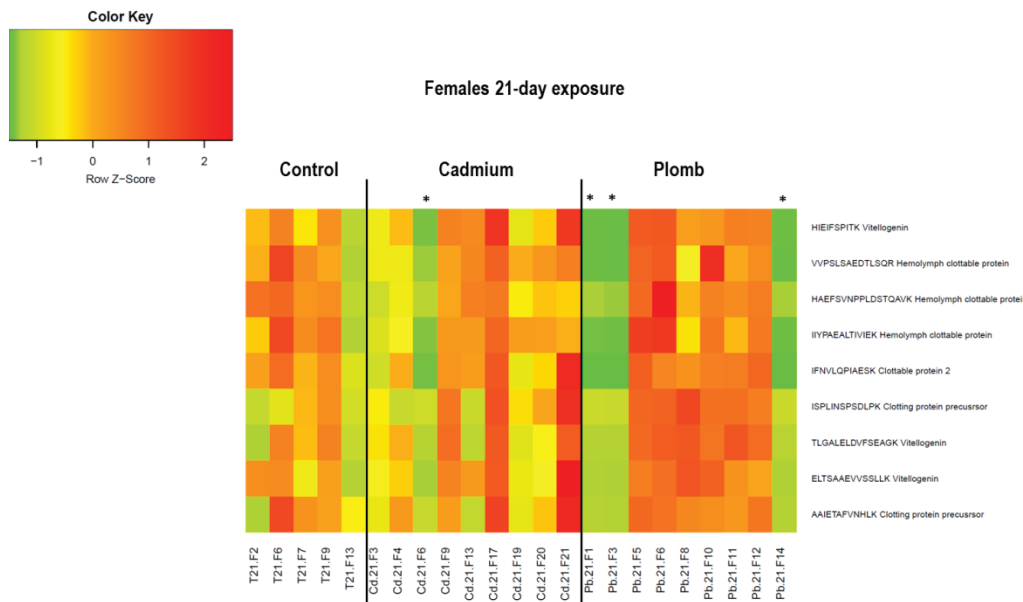 Color Key
−1 0 1 2
Row Z−Score
Females 21-day exposure
Control Cadmium Plomb
* * * *
HIEIFSPITK Vitellogenin
VVPSLSAEDTLSQR Hemolymph clottable protein
HAEFSVNPPLDSTQAVK Hemolymph clottable protei
IIYPAEALTIVIEK Hemolymph clottable protein
IFNVLQPIAESK Clottable protein 2
ISPLINSPSDLPK Clotting protein precusrsor
TLGALELDVFSEAGK Vitellogenin
ELTSAAEVVSSLLK Vitellogenin
AAIETAFVNHLK Clotting protein precusrsor
T21.F2
T21.F6
T21.F7
T21.F9
T21.F13
Cd.21.F3
Cd.21.F4
Cd.21.F6
Cd.21.F9
Cd.21.F13
Cd.21.F17
Cd.21.F19
Cd.21.F20
Cd.21.F21
Pb.21.F1
Pb.21.F3
Pb.21.F5
Pb.21.F6
Pb.21.F8
Pb.21.F10
Pb.21.F11
Pb.21.F12
Pb.21.F14